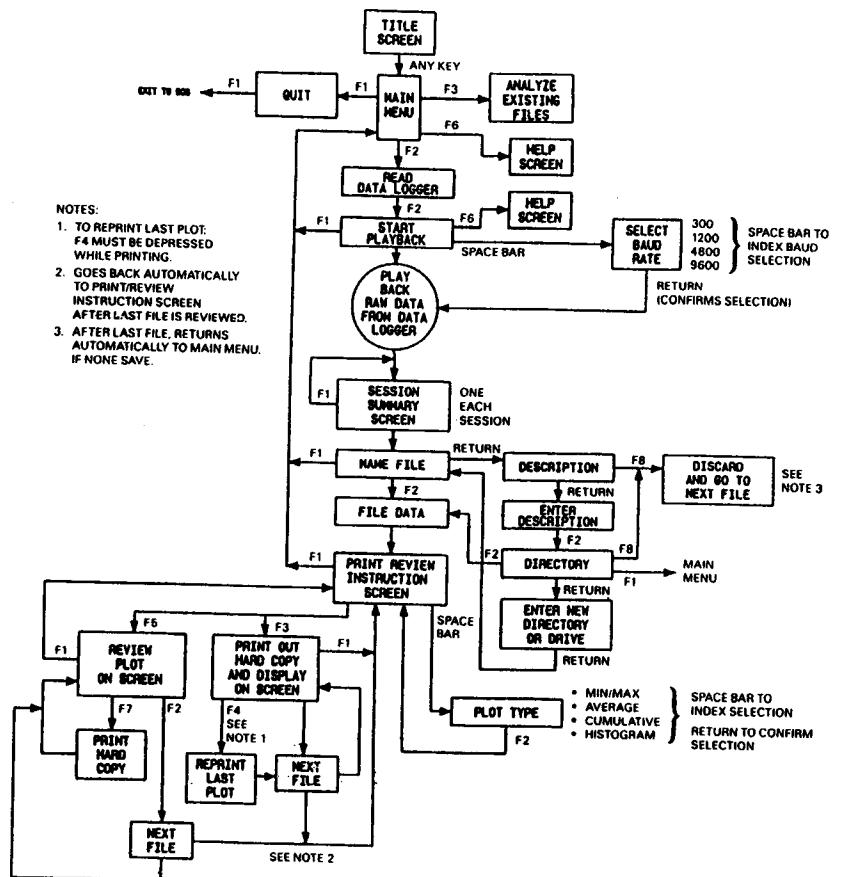 TITLE
SCREEN
ANY KEY
EXIT TO DOS
F1
QUIT
F1
MAIN
MENU
F3
ANALYZE
EXISTING
FILES
F6
HELP
SCREEN
F2
READ
DATA LOGGER
F2
F6
HELP
SCREEN
F1
START
PLAYBACK
SPACE BAR
SELECT
BAUD
RATE
300
1200
4800
9600
SPACE BAR TO
INDEX BAUD
SELECTION
RETURN
(CONFIRMS SELECTION)
NOTES:
1. TO REPRINT LAST PLOT:
F4 MUST BE DEPRESSED
WHILE PRINTING.
2. GOES BACK AUTOMATICALLY
TO PRINT/REVIEW
INSTRUCTION SCREEN
AFTER LAST FILE IS REVIEWED.
3. AFTER LAST FILE, RETURNS
AUTOMATICALLY TO MAIN MENU.
IF NONE SAVE.
PLAY
BACK
RAW DATA
FROM DATA
LOGGER
F1
SESSION
SUMMARY
SCREEN
ONE
EACH
SESSION
F1
NAME FILE
RETURN
DESCRIPTION
F8
DISCARD
AND GO TO
NEXT FILE
SEE
NOTE 3
RETURN
ENTER
DESCRIPTION
F2
FILE DATA
F2
F2
DIRECTORY
F8
F1
MAIN
MENU
RETURN
ENTER NEW
DIRECTORY
OR DRIVE
RETURN
F1
PRINT REVIEW
INSTRUCTION
SCREEN
SPACE
BAR
F5
F3
F1
REVIEW
PLOT
ON SCREEN
PRINT OUT
HARD COPY
AND DISPLAY
ON SCREEN
F1
F7
F2
F4
SEE
NOTE 1
PRINT
HARD
COPY
REPRINT
LAST
PLOT
NEXT
FILE
PLOT TYPE
F2
• MIN/MAX
• AVERAGE
• CUMULATIVE
• HISTOGRAM
SPACE BAR TO
INDEX SELECTION
RETURN TO CONFIRM
SELECTION
NEXT
FILE
SEE NOTE 2